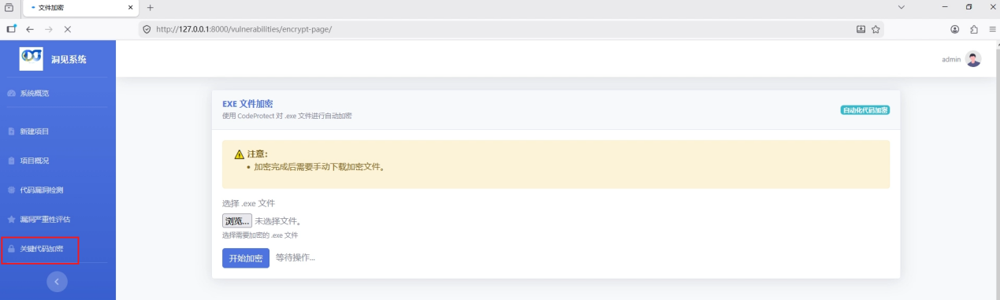 文件加密
http://127.0.0.1:8000/vulnerabilities/encrypt-page/
洞见系统
admin
系统概览
新建项目
项目概况
代码漏洞检测
漏洞严重性评估
关键代码加密
EXE 文件加密
使用 CodeProtect 对 .exe 文件进行自动加密
自动化代码加密
注意：
加密完成后需要手动下载加密文件。
选择 .exe 文件
浏览... 未选择文件。
选择需要加密的 .exe 文件
开始加密 等待操作...